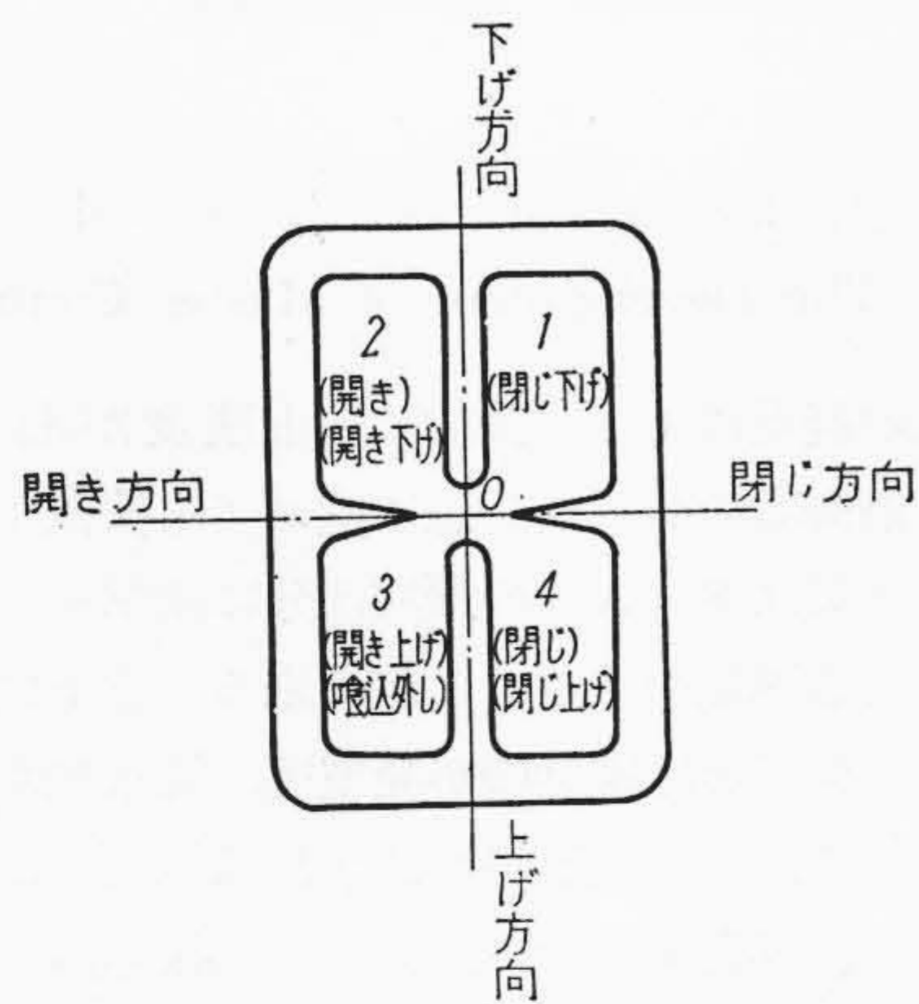 下げ方向
2
(開き)
(開き下げ)
1
(閉じ下げ)
開き方向
0
閉じ方向
3
(開き上げ)
(喰込外し)
4
(閉じ)
(閉じ上げ)
上げ方向